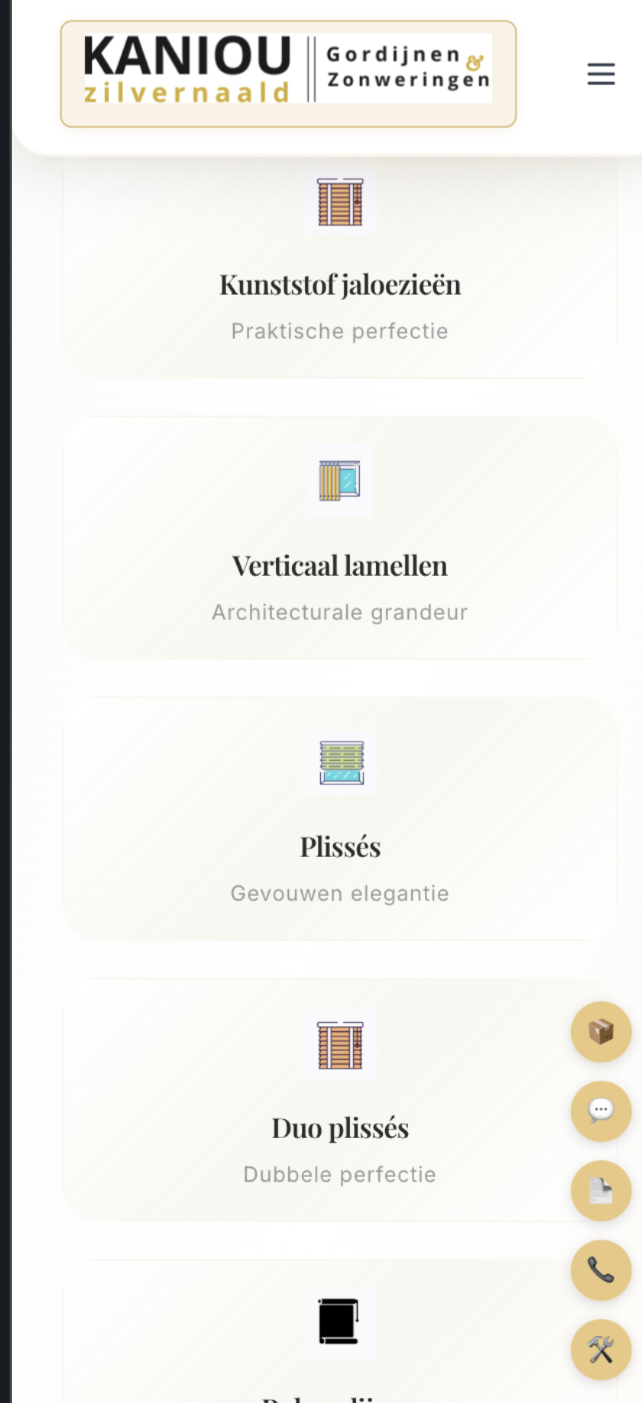 KANIOU
zilvernaald
Gordijnen &
Zonweringen
Kunststof jaloezieën
Praktische perfectie
Verticaal lamellen
Architecturale grandeur
Plissés
Gevouwen elegantie
Duo plissés
Dubbele perfectie